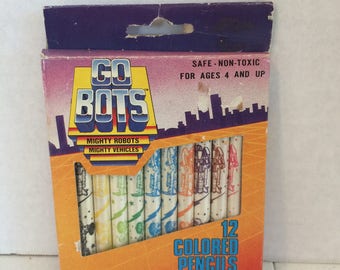 SAFE - NON-TOXIC
FOR AGES 4 AND UP
GO
BOTS
MIGHTY ROBOTS
MIGHTY VEHICLES
12
COLORED
PENCILS